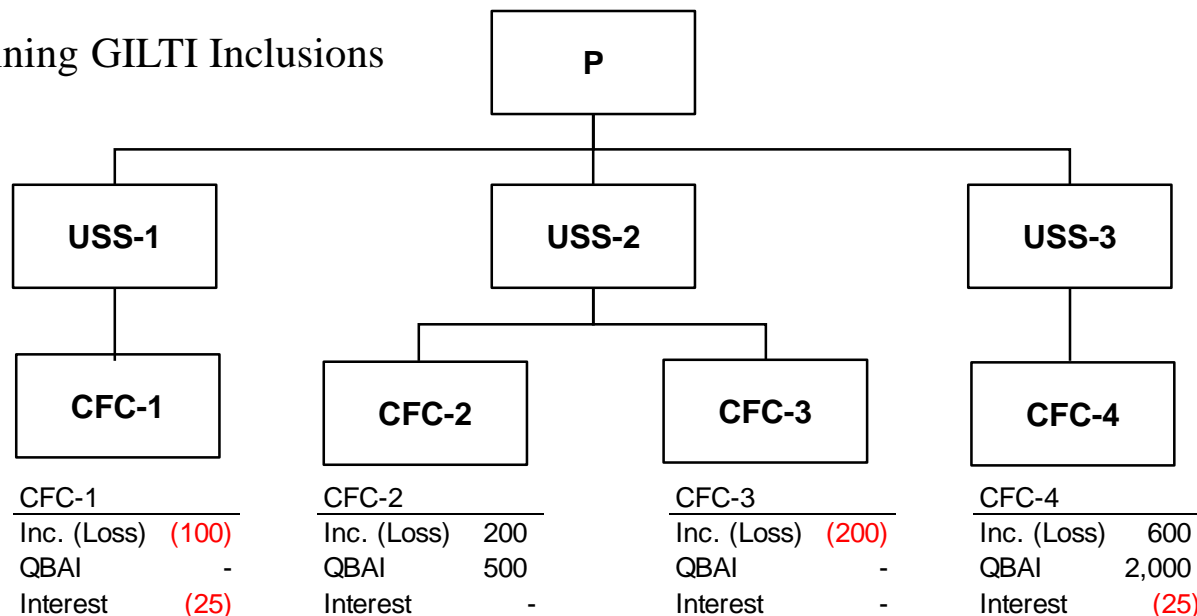 GILTI Inclusions
P
USS-1 USS-2 USS-3
CFC-1 CFC-2 CFC-3 CFC-4
CFC-1 CFC-2 CFC-3 CFC-4
Inc. (Loss) (100) Inc. (Loss) 200 Inc. (Loss) (200) Inc. (Loss) 600
QBAI - QBAI 500 QBAI - QBAI 2,000
Interest (25) Interest - Interest - Interest (25)